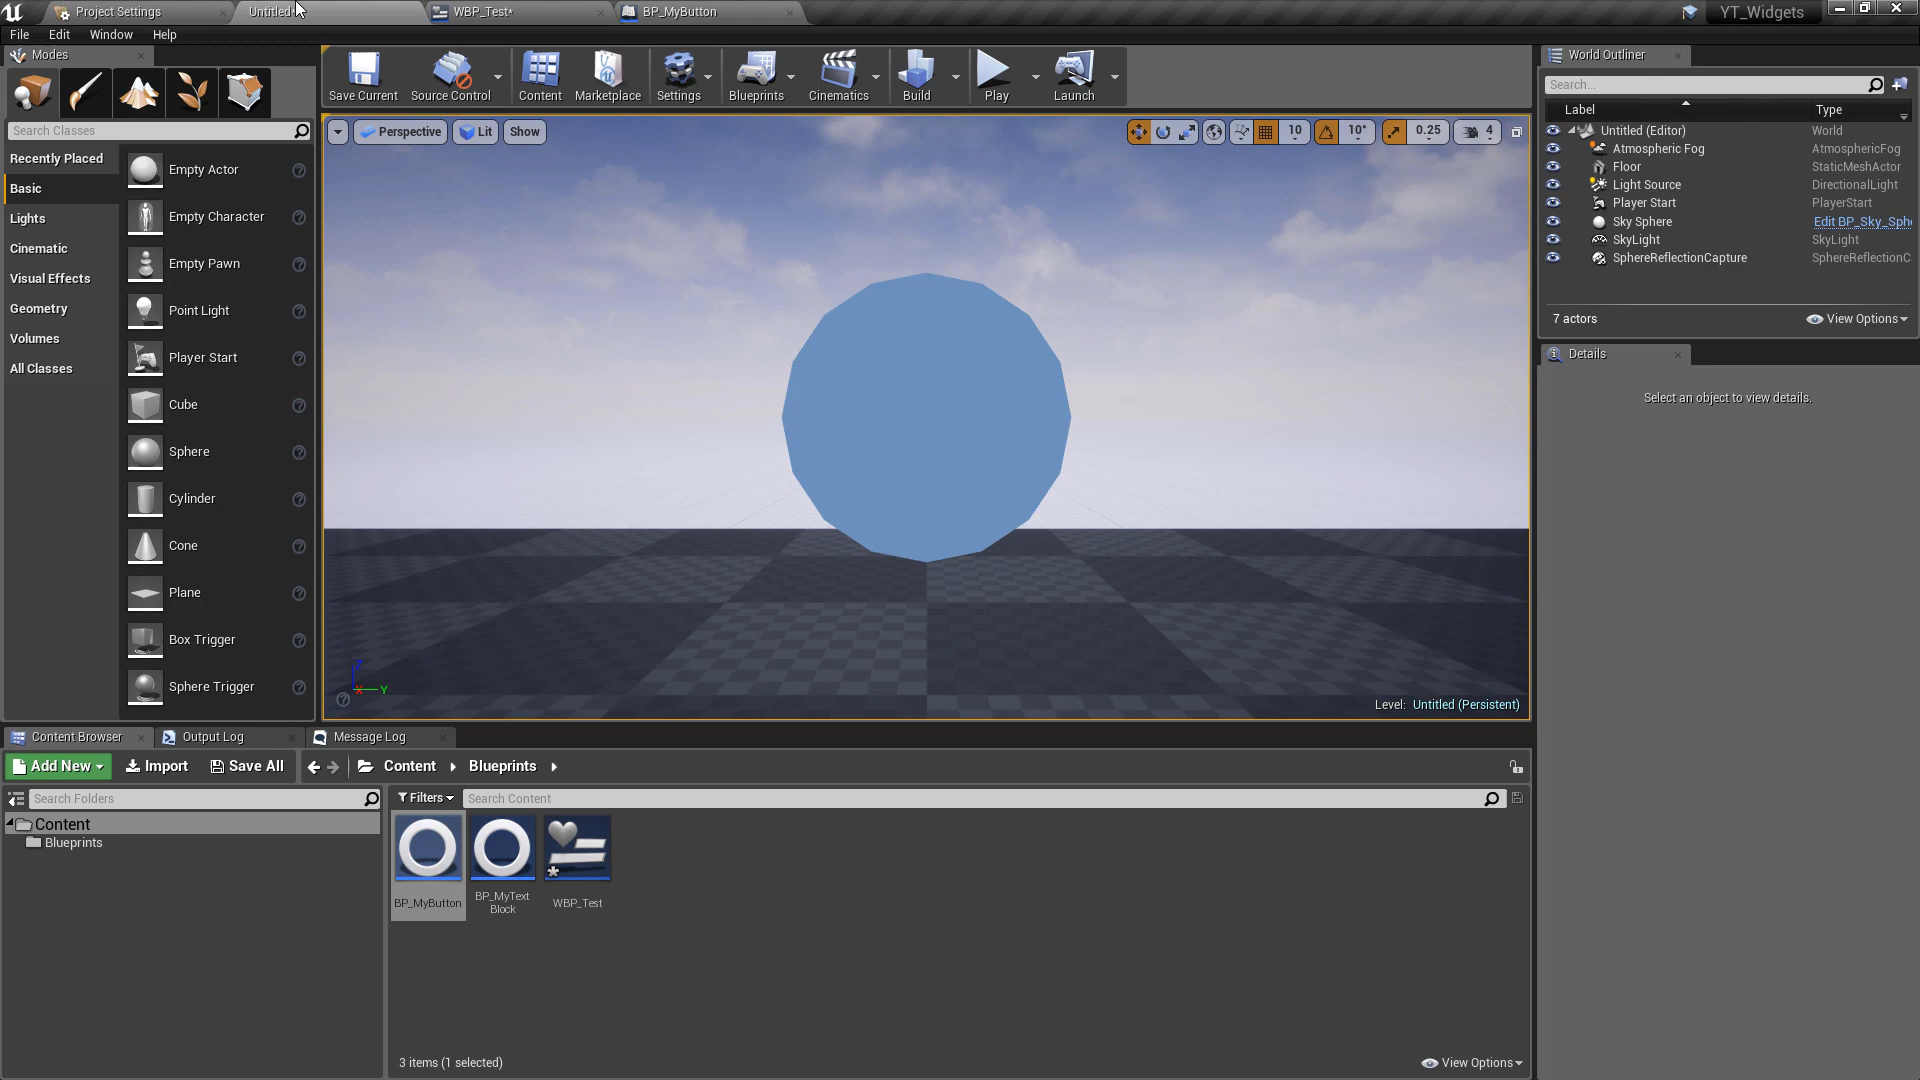 Project Settings
Untitled
WBP_Test*
BP_MyButton
YT_Widgets
File
Edit
Window
Help
Modes
Save Current
Source Control
Content
Marketplace
Settings
Blueprints
Cinematics
Build
Play
Launch
World Outliner
Search...
Label
Type
Search Classes
Recently Placed
Basic
Lights
Cinematic
Visual Effects
Geometry
Volumes
All Classes
Empty Actor
Empty Character
Empty Pawn
Point Light
Player Start
Cube
Sphere
Cylinder
Cone
Plane
Box Trigger
Sphere Trigger
Perspective
Lit
Show
10
10°
0.25
4
Z
X
Y
Level: Untitled (Persistent)
Untitled (Editor) World
Atmospheric Fog AtmosphericFog
Floor StaticMeshActor
Light Source DirectionalLight
Player Start PlayerStart
Sky Sphere Edit BP_Sky_Sph
SkyLight SkyLight
SphereReflectionCapture SphereReflectionC
7 actors
View Options
Details
Select an object to view details.
Content Browser
Output Log
Message Log
Add New
Import
Save All
Content
Blueprints
Search Folders
Content
Blueprints
Filters
Search Content
BP_MyButton
BP_MyText
Block
WBP_Test
3 items (1 selected)
View Options